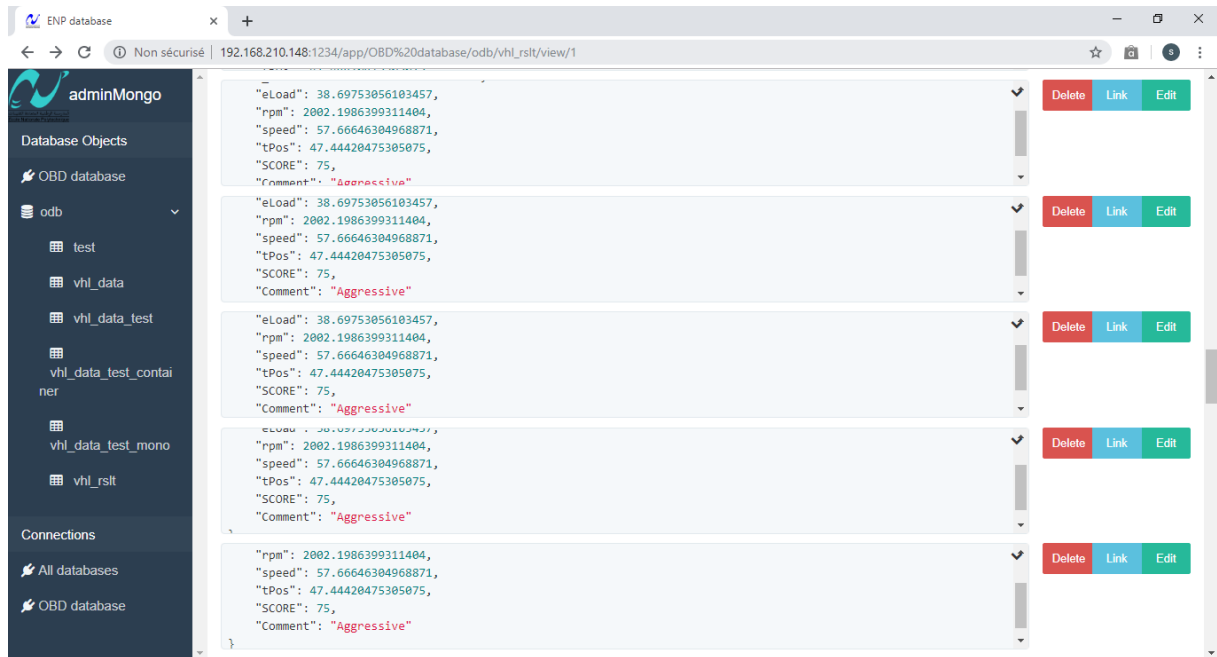 ENP database
Non sécurisé | 192.168.210.148:1234/app/OBD%20database/odb/vhl_rslt/view/1
s
adminMongo
Database Objects
OBD database
odb
test
vhl_data
vhl_data_test
vhl_data_test_contai
ner
vhl_data_test_mono
vhl_rslt
Connections
All databases
OBD database
"eLoad": 38.69753056103457,
"rpm": 2002.1986399311404,
"speed": 57.66646304968871,
"tPos": 47.44420475305075,
"SCORE": 75,
"Comment": "Aggressive"
Delete Link Edit
"eLoad": 38.69753056103457,
"rpm": 2002.1986399311404,
"speed": 57.66646304968871,
"tPos": 47.44420475305075,
"SCORE": 75,
"Comment": "Aggressive"
Delete Link Edit
"eLoad": 38.69753056103457,
"rpm": 2002.1986399311404,
"speed": 57.66646304968871,
"tPos": 47.44420475305075,
"SCORE": 75,
"Comment": "Aggressive"
Delete Link Edit
"eLoad": 38.69753056103457,
"rpm": 2002.1986399311404,
"speed": 57.66646304968871,
"tPos": 47.44420475305075,
"SCORE": 75,
"Comment": "Aggressive"
Delete Link Edit
"rpm": 2002.1986399311404,
"speed": 57.66646304968871,
"tPos": 47.44420475305075,
"SCORE": 75,
"Comment": "Aggressive"
}
Delete Link Edit